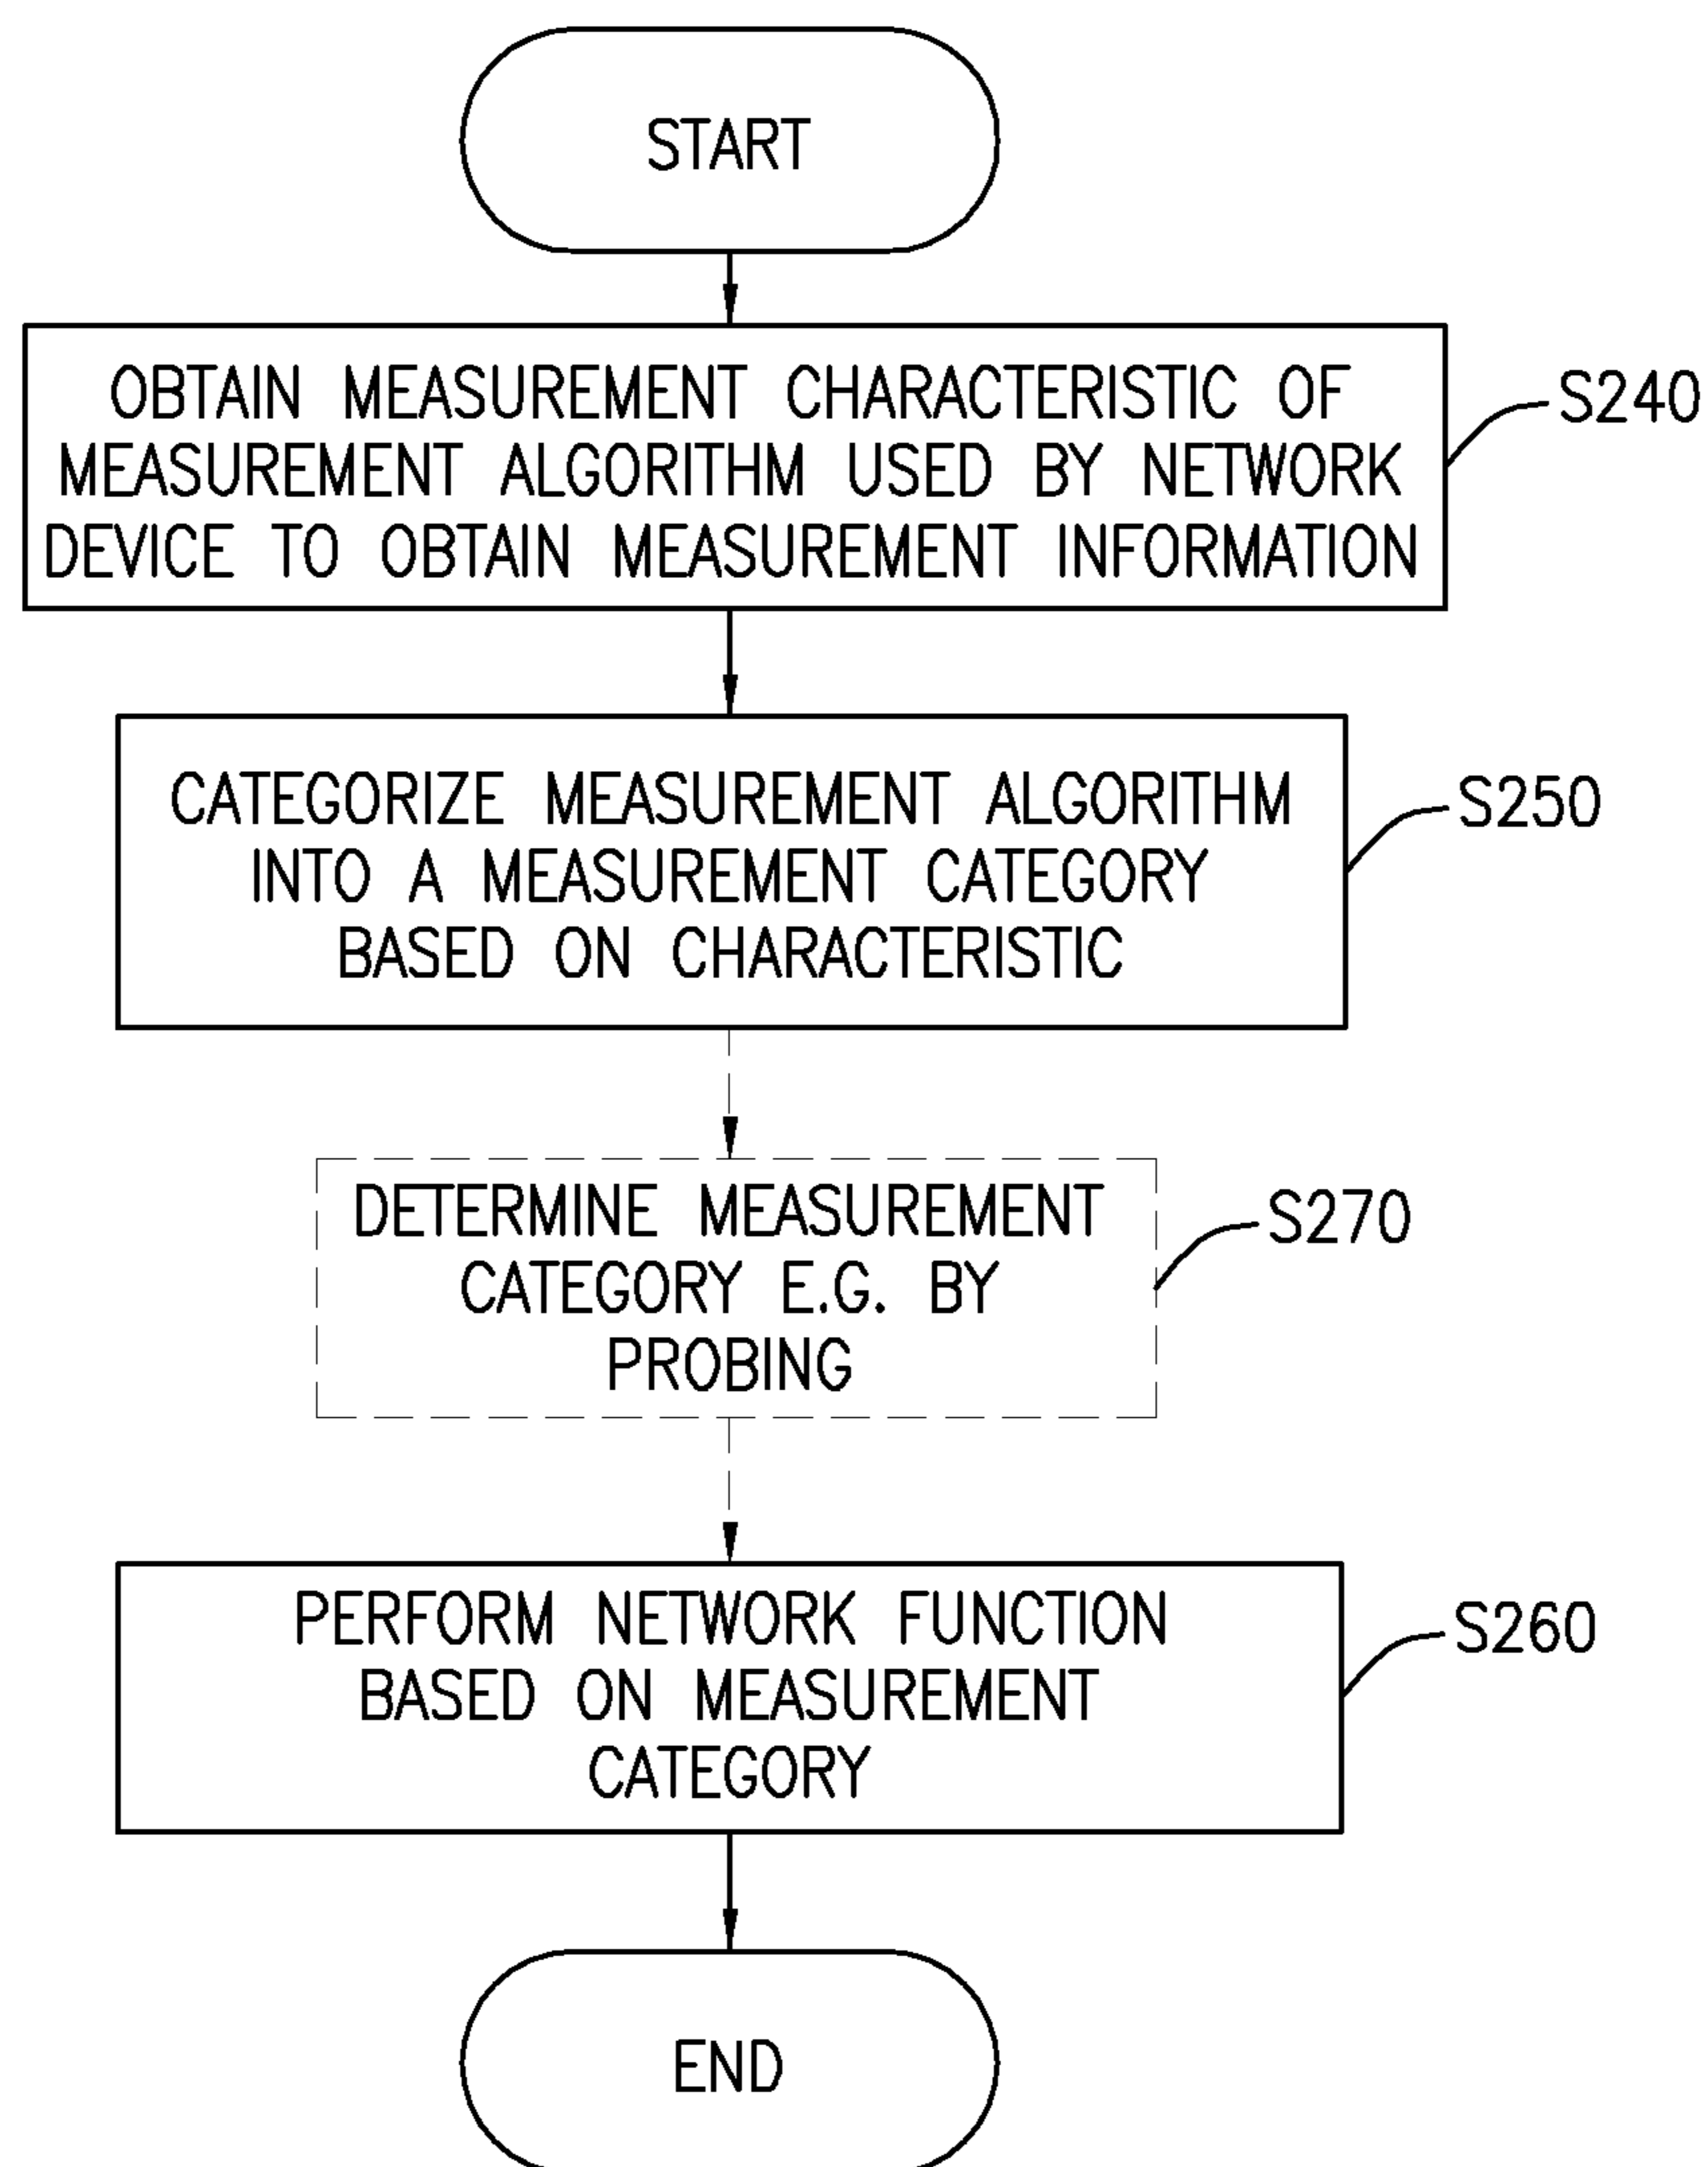 START
OBTAIN MEASUREMENT CHARACTERISTIC OF
MEASUREMENT ALGORITHM USED BY NETWORK
DEVICE TO OBTAIN MEASUREMENT INFORMATION
S240
CATEGORIZE MEASUREMENT ALGORITHM
INTO A MEASUREMENT CATEGORY
BASED ON CHARACTERISTIC
S250
DETERMINE MEASUREMENT
CATEGORY E.G. BY
PROBING
S270
PERFORM NETWORK FUNCTION
BASED ON MEASUREMENT
CATEGORY
S260
END